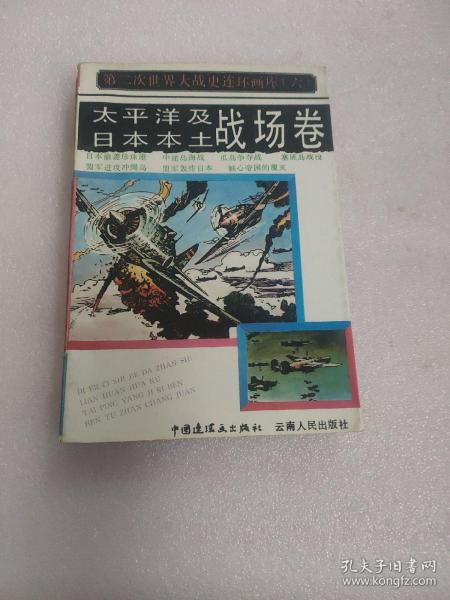 第二次世界大战史连环画库(六)
太平洋及
日本本土
战场卷
日本偷袭珍珠港 中途岛海战 瓜岛争夺战 塞班岛战役
盟军进攻冲绳岛 盟军轰炸日本 轴心帝国的覆灭
DI ER CI SHI JIE DA ZHAN SHI
LIAN HUAN HUA KU
TAI PING YANG JI RI BEN
BEN TU ZHAN CHANG JUAN
中国连环画出版社 云南人民出版社
孔夫子旧书网
www.kongfz.com